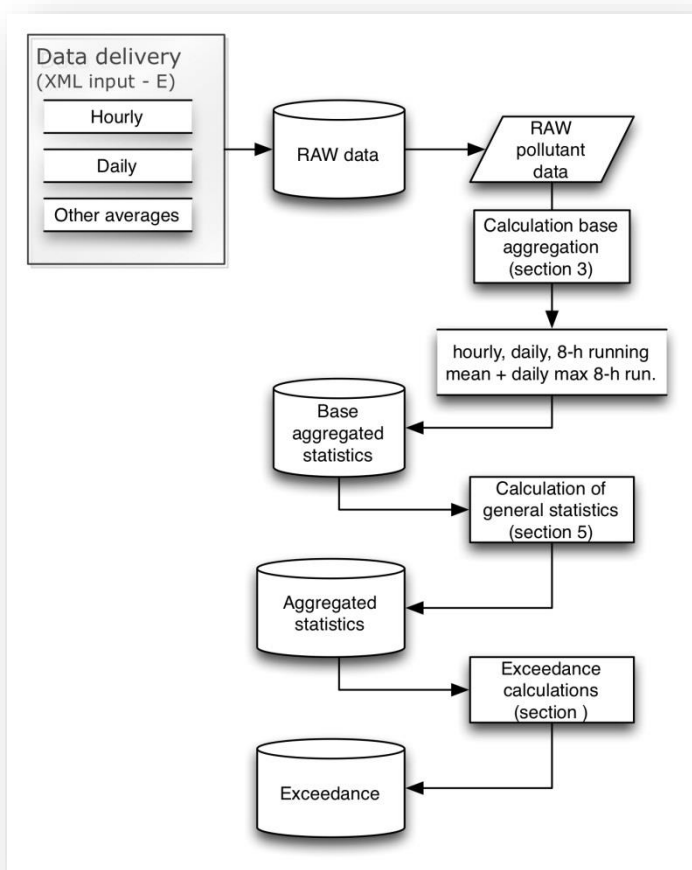 Data delivery
(XML input - E)
Hourly
Daily
Other averages
RAW data
RAW
pollutant
data
Calculation base
aggregation
(section 3)
hourly, daily, 8-h running
mean + daily max 8-h run.
Base
aggregated
statistics
Calculation of
general statistics
(section 5)
Aggregated
statistics
Exceedance
calculations
(section )
Exceedance